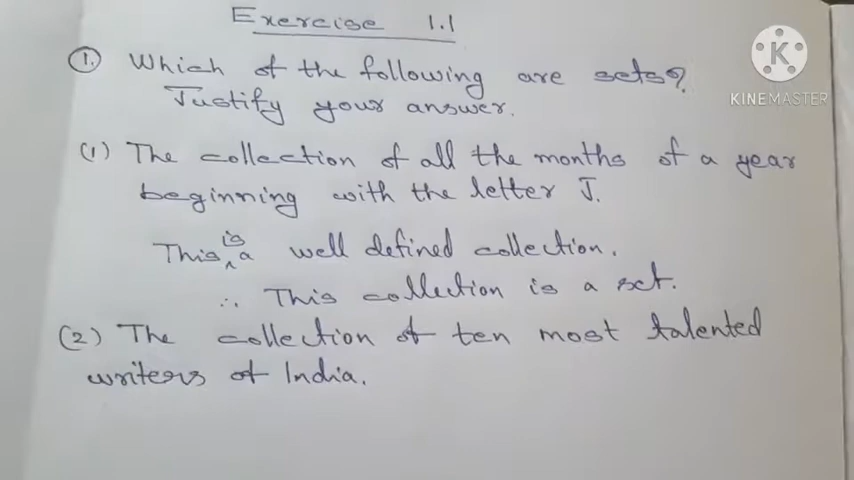 Exercise 1.1
1. Which of the following are sets?
Justify your answer.
K
KINEMASTER
(1) The collection of all the months of a year
beginning with the letter J.
This is a well defined collection.
∴ This collection is a set.
(2) The collection of ten most talented
writers of India.